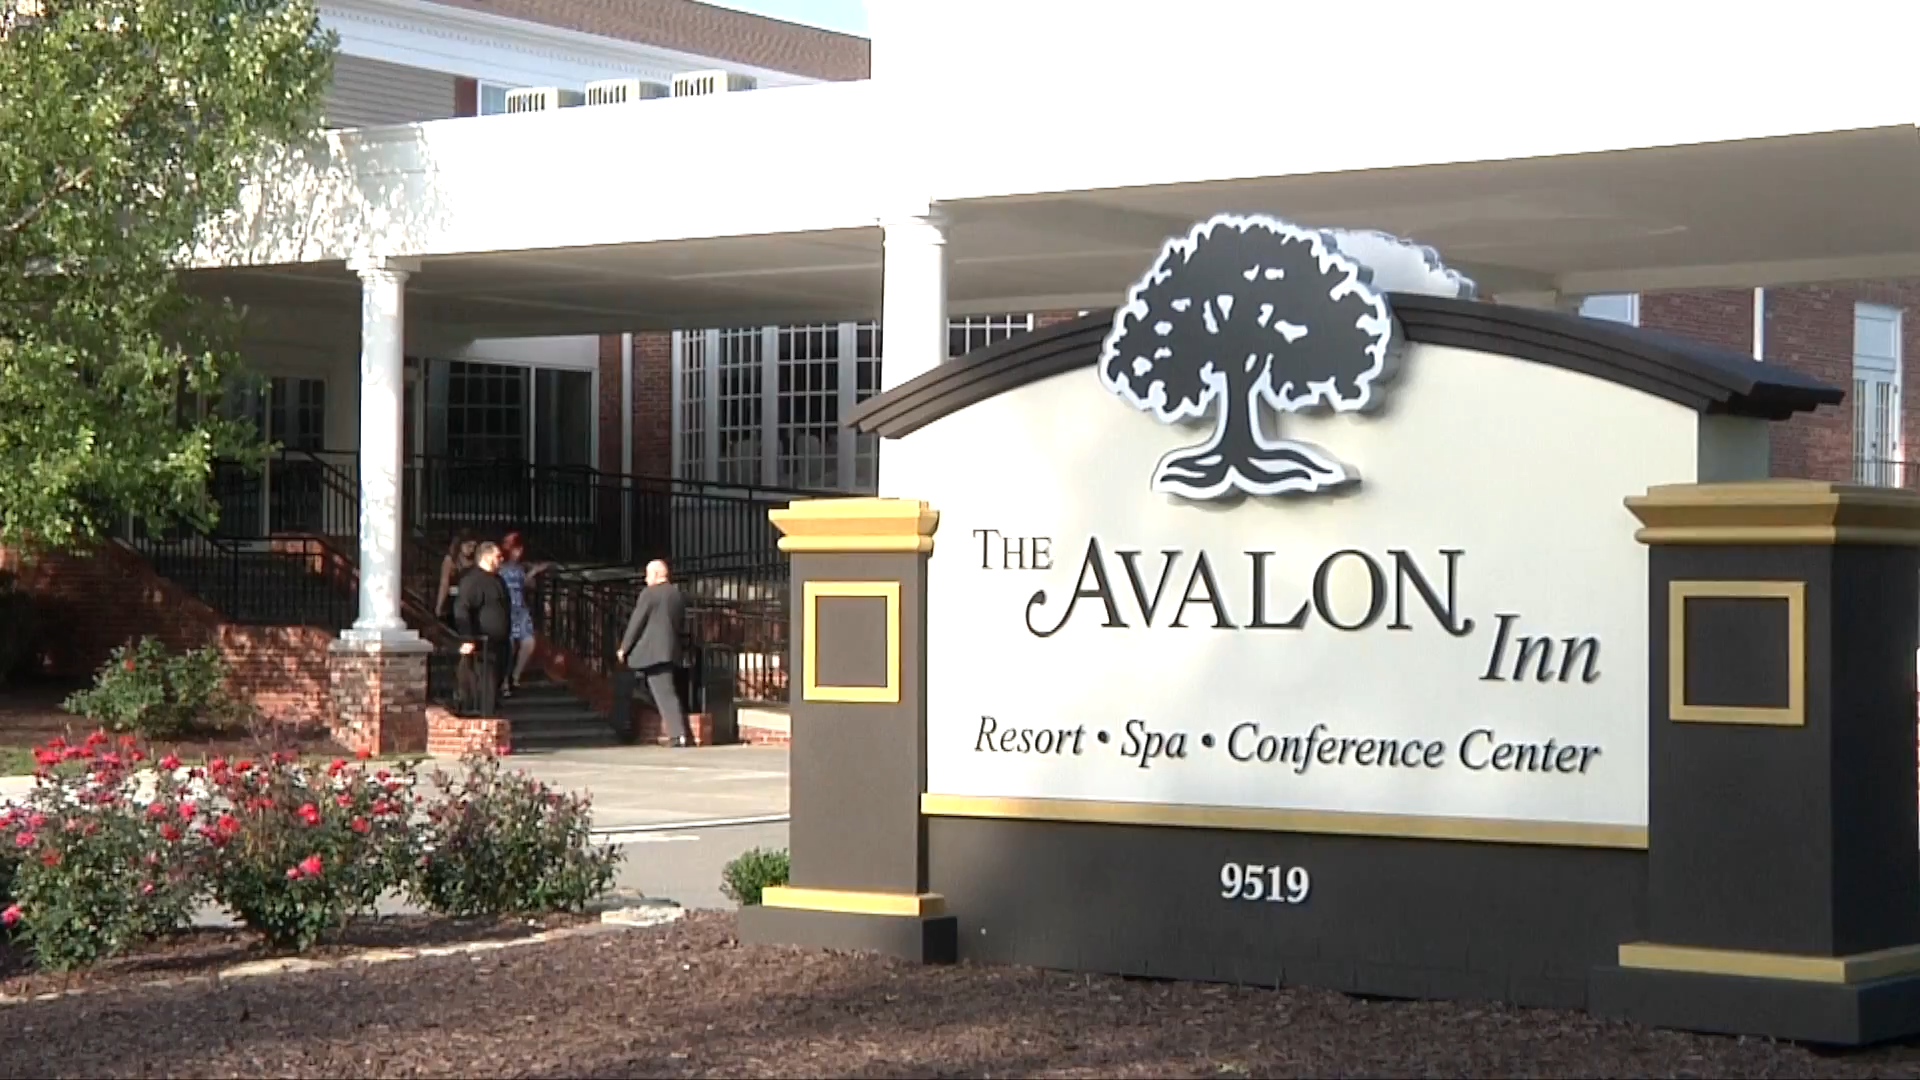 The Avalon Inn
Resort • Spa • Conference Center
9519